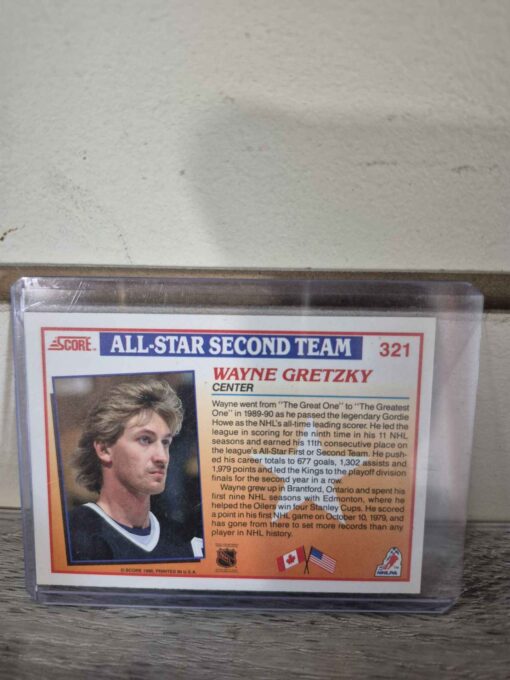 SCORE
ALL-STAR SECOND TEAM
321
WAYNE GRETZKY
CENTER
Wayne went from "The Great One" to "The Greatest
One" in 1989-90 as he passed the legendary Gordie
Howe as the NHL's all-time leading scorer. He led the
league in scoring for the ninth time in his 11 NHL
seasons and earned his 11th consecutive place on
the league's All-Star First or Second Team. He push-
ed his career totals to 677 goals, 1,302 assists and
1,979 points and led the Kings to the playoff division
finals for the second year in a row.
Wayne grew up in Brantford, Ontario and spent his
first nine NHL seasons with Edmonton, where he
helped the Oilers win four Stanley Cups. He scored
a point in his first NHL game on October 10, 1979, and
has gone from there to set more records than any
player in NHL history.
© SCORE 1990, PRINTED IN U.S.A.
NHLPA